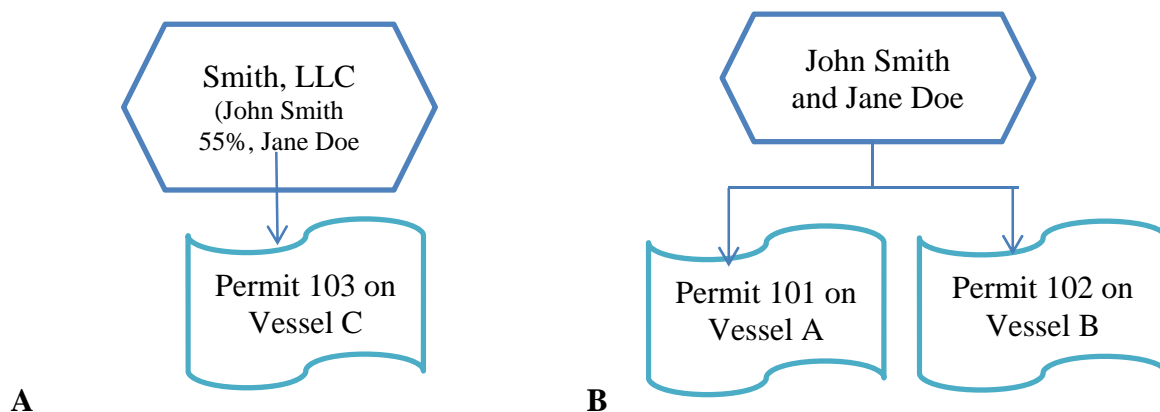 Smith, LLC
(John Smith
55%, Jane Doe
Permit 103 on
Vessel C
A
John Smith
and Jane Doe
Permit 101 on
Vessel A
Permit 102 on
Vessel B
B